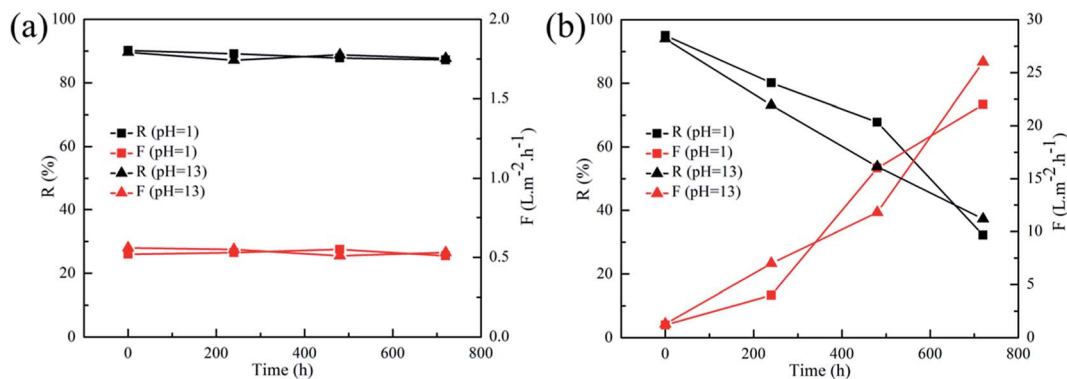 (a)
100
80
60
40
20
0
R (%)
2.0
1.5
1.0
0.5
0.0
F (L.m⁻².h⁻¹)
R (pH=1)
F (pH=1)
R (pH=13)
F (pH=13)
0 200 400 600 800
Time (h)
(b)
100
80
60
40
20
0
R (%)
30
25
20
15
10
5
0
F (L.m⁻².h⁻¹)
R (pH=1)
F (pH=1)
R (pH=13)
F (pH=13)
0 200 400 600 800
Time (h)